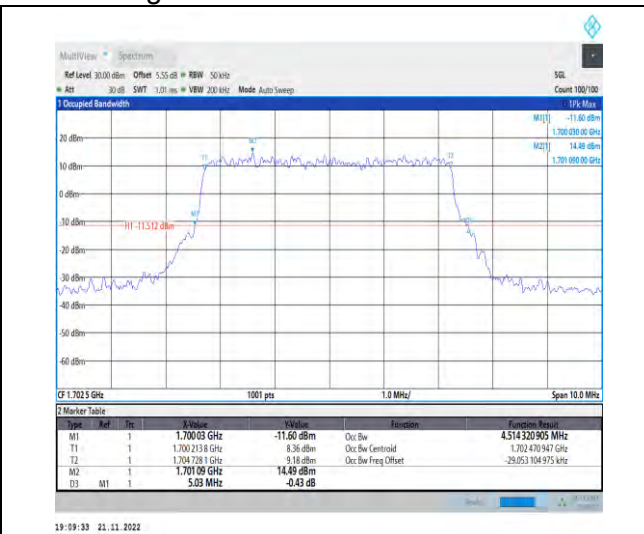 MultiView Spectrum
Ref Level 30.00 dBm Offset 5.55 dB RBW 50 kHz SGL
Att 30 dB SWT 1.01 ms VBW 200 kHz Mode Auto Sweep Count 100/100
1 Occupied Bandwidth 1Pk Max
M1[1] -11.60 dBm
1.700 030 00 GHz
M2[1] 14.49 dBm
1.701 090 00 GHz
20 dBm
M2
T1 T2
10 dBm
0 dBm
M1
-10 dBm
H1 -11.512 dBm
-20 dBm
-30 dBm
-40 dBm
-50 dBm
-60 dBm
CF 1.702 5 GHz 1001 pts 1.0 MHz/ Span 10.0 MHz
2 Marker Table
Type Ref Trc X-Value Y-Value Function Function Result
M1 1 1.700 03 GHz -11.60 dBm Occ Bw 4.514 320 905 MHz
T1 1 1.700 213 8 GHz 8.36 dBm Occ Bw Centroid 1.702 470 947 GHz
T2 1 1.704 728 1 GHz 9.18 dBm Occ Bw Freq Offset -29.053 104 975 kHz
M2 1 1.701 09 GHz 14.49 dBm
D3 M1 1 5.03 MHz -0.43 dB
19:09:33 21.11.2022